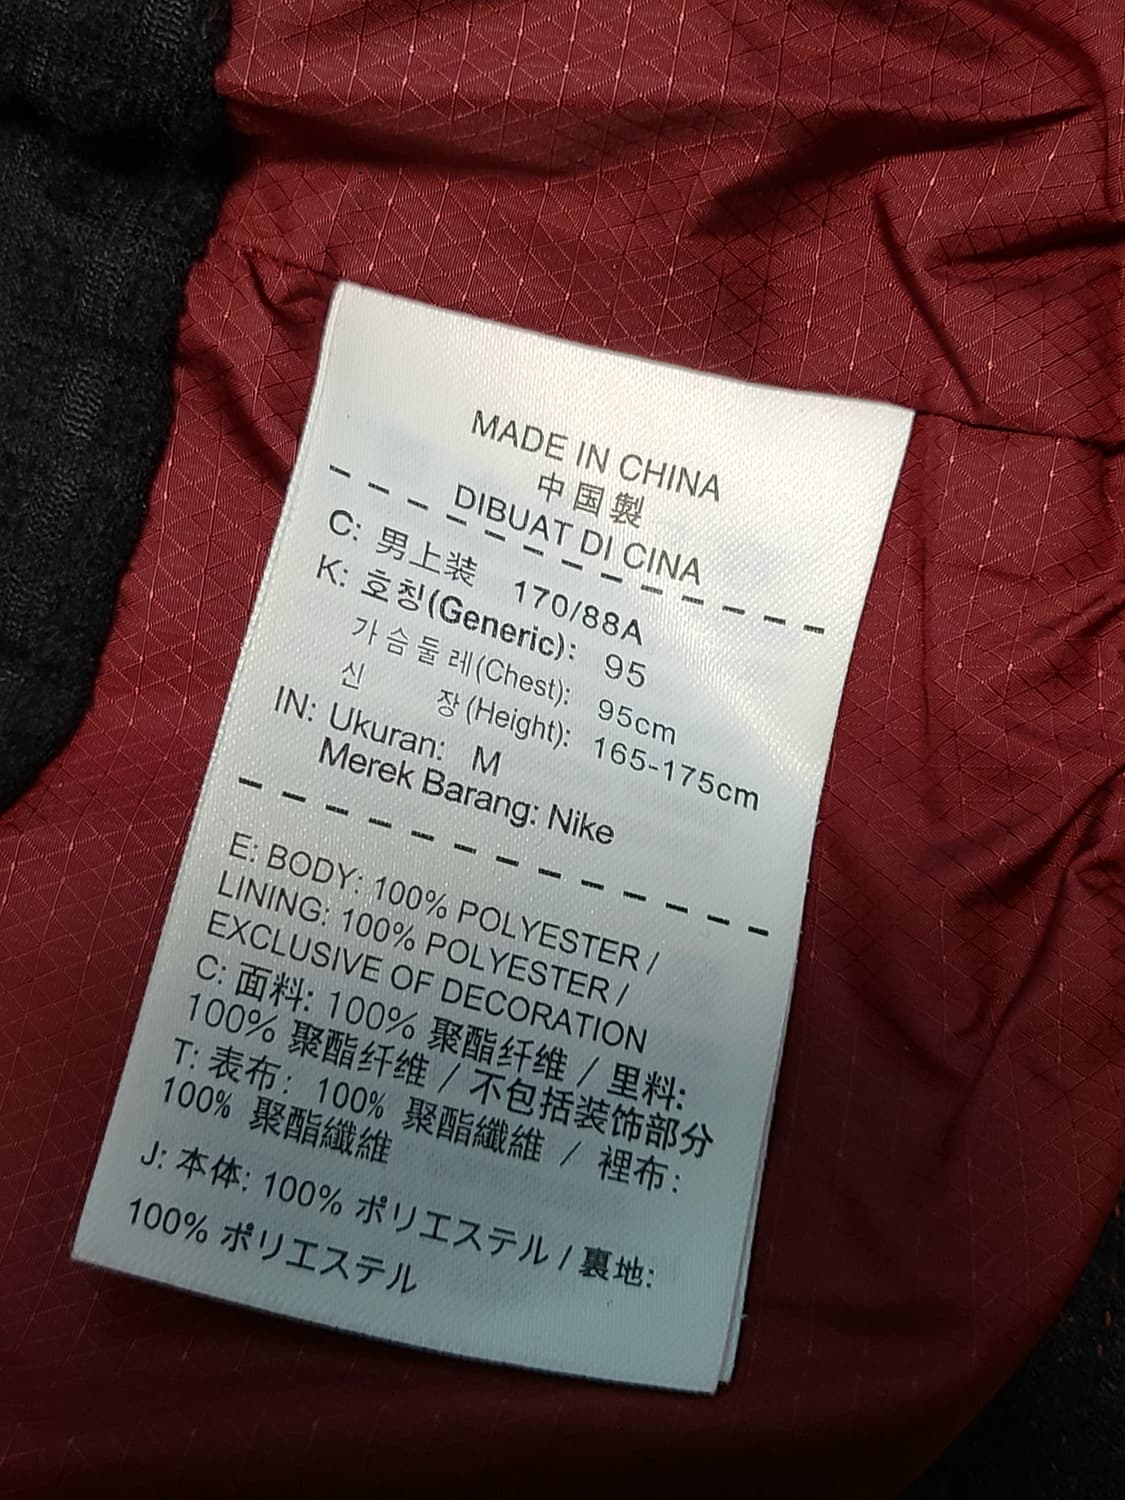 MADE IN CHINA
中国製
DIBUAT DI CINA
C: 男上装 170/88A
K: 호칭(Generic): 95
가슴둘레(Chest): 95cm
신 장(Height): 165-175cm
IN: Ukuran: M
Merek Barang: Nike
E: BODY: 100% POLYESTER /
LINING: 100% POLYESTER /
EXCLUSIVE OF DECORATION
C: 面料: 100% 聚酯纤维 / 里料:
100% 聚酯纤维 / 不包括装饰部分
T: 表布: 100% 聚酯纖維 / 裡布:
100% 聚酯纖維
J: 本体: 100% ポリエステル / 裏地:
100% ポリエステル